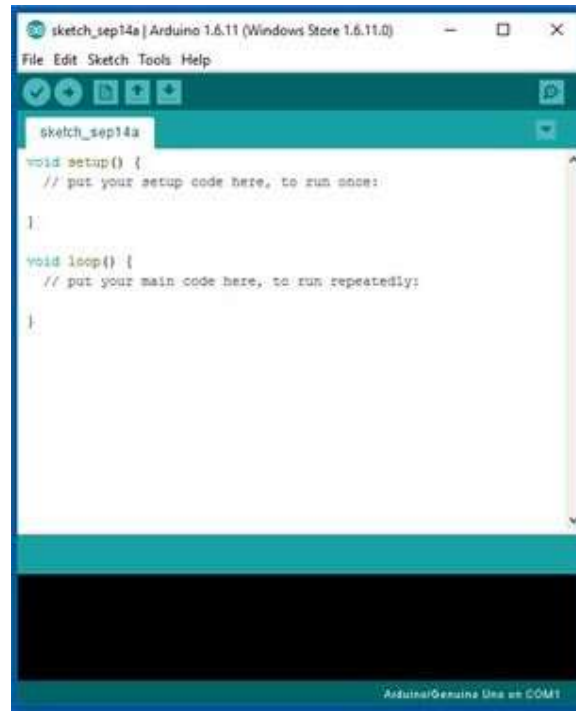 sketch_sep14a | Arduino 1.6.11 (Windows Store 1.6.11.0)
File Edit Sketch Tools Help
sketch_sep14a
void setup() {
  // put your setup code here, to run once:
}
void loop() {
  // put your main code here, to run repeatedly:
}
Arduino/Genuino Uno on COM1